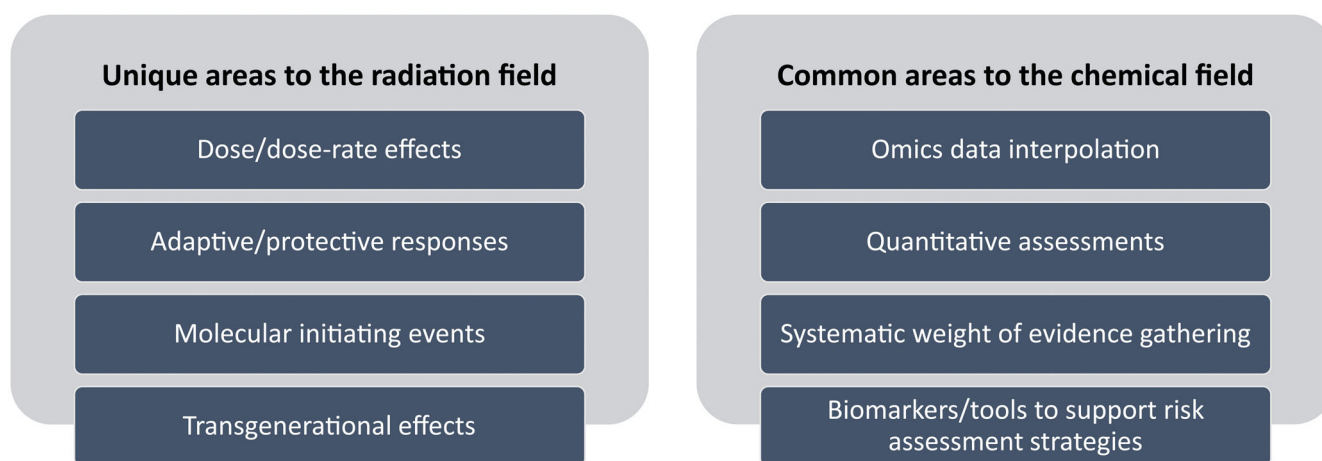 Unique areas to the radiation field
Dose/dose-rate effects
Adaptive/protective responses
Molecular initiating events
Transgenerational effects
Common areas to the chemical field
Omics data interpolation
Quantitative assessments
Systematic weight of evidence gathering
Biomarkers/tools to support risk
assessment strategies